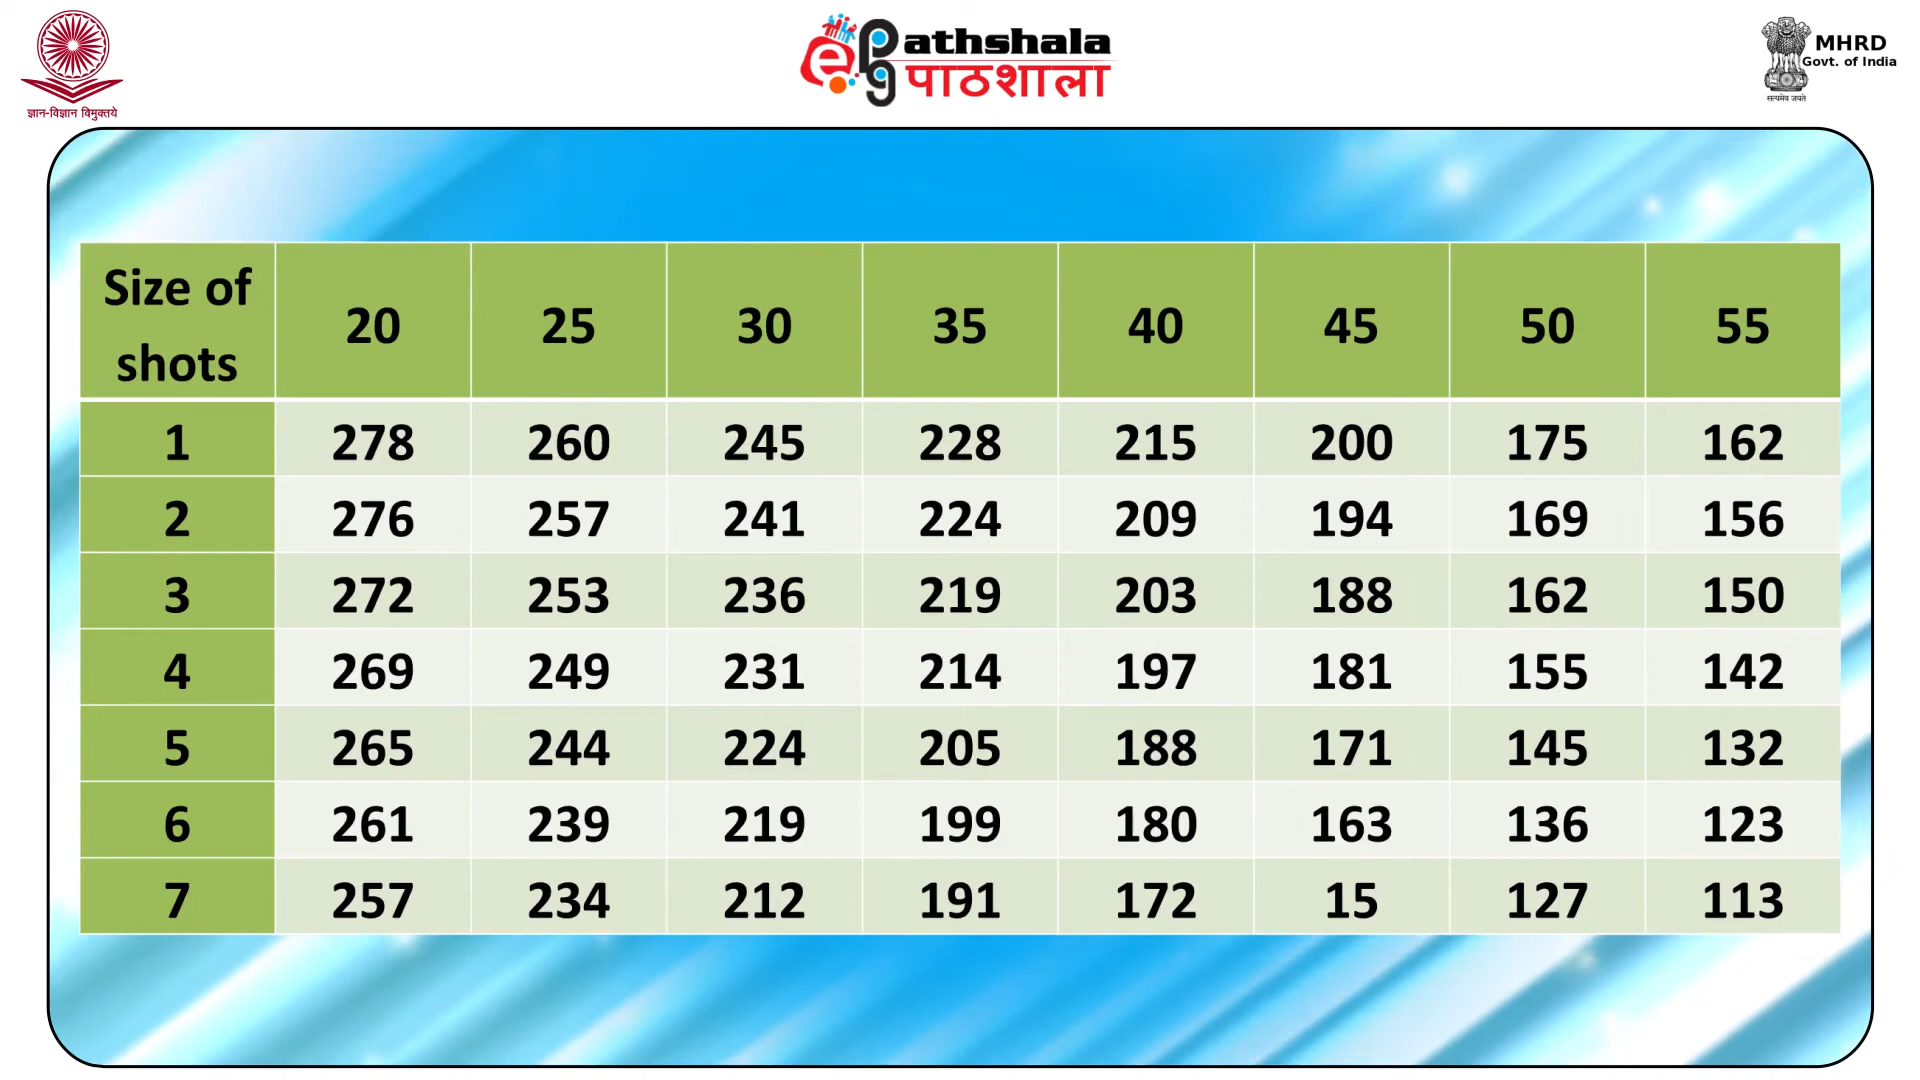 ज्ञान-विज्ञान विमुक्तये
e PG athshala
पाठशाला
MHRD
Govt. of India
सत्यमेव जयते
Size of shots 20 25 30 35 40 45 50 55
1 278 260 245 228 215 200 175 162
2 276 257 241 224 209 194 169 156
3 272 253 236 219 203 188 162 150
4 269 249 231 214 197 181 155 142
5 265 244 224 205 188 171 145 132
6 261 239 219 199 180 163 136 123
7 257 234 212 191 172 15 127 113